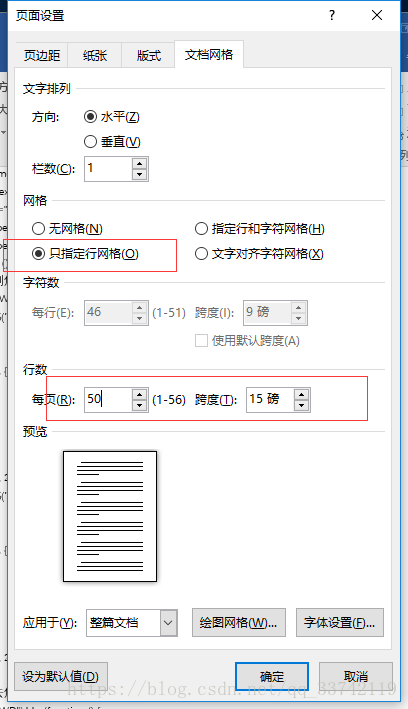 页面设置 ? ×
页边距 纸张 版式 文档网格
文字排列
方向: 水平(Z)
垂直(V)
栏数(C): 1
网格
无网格(N) 指定行和字符网格(H)
只指定行网格(O) 文字对齐字符网格(X)
字符数
每行(E): 46 (1-51) 跨度(I): 9 磅
使用默认跨度(A)
行数
每页(R): 50 (1-56) 跨度(T): 15 磅
预览
应用于(Y): 整篇文档 绘图网格(W)... 字体设置(F)...
设为默认值(D) 确定 取消
https://blog.csdn.net/qq_33712119